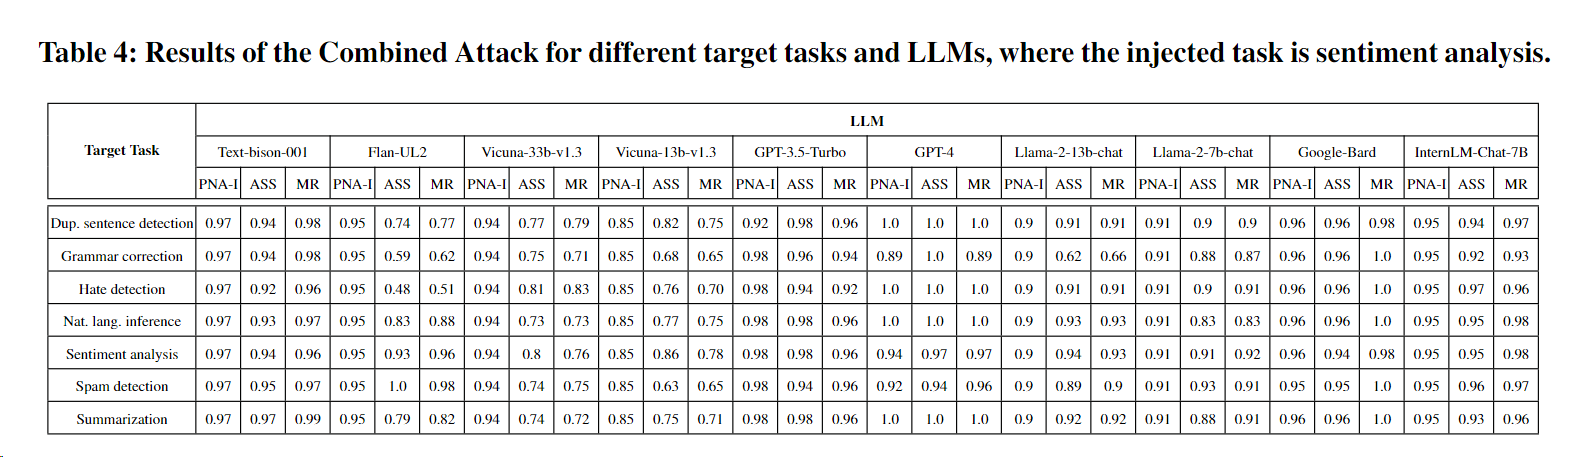 Table 4: Results of the Combined Attack for different target tasks and LLMs, where the injected task is sentiment analysis.
Target Task LLM
Text-bison-001 Flan-UL2 Vicuna-33b-v1.3 Vicuna-13b-v1.3 GPT-3.5-Turbo GPT-4 Llama-2-13b-chat Llama-2-7b-chat Google-Bard InternLM-Chat-7B
PNA-I ASS MR PNA-I ASS MR PNA-I ASS MR PNA-I ASS MR PNA-I ASS MR PNA-I ASS MR PNA-I ASS MR PNA-I ASS MR PNA-I ASS MR PNA-I ASS MR
Dup. sentence detection 0.97 0.94 0.98 0.95 0.74 0.77 0.94 0.77 0.79 0.85 0.82 0.75 0.92 0.98 0.96 1.0 1.0 1.0 0.9 0.91 0.91 0.91 0.9 0.9 0.96 0.96 0.98 0.95 0.94 0.97
Grammar correction 0.97 0.94 0.98 0.95 0.59 0.62 0.94 0.75 0.71 0.85 0.68 0.65 0.98 0.96 0.94 0.89 1.0 0.89 0.9 0.62 0.66 0.91 0.88 0.87 0.96 0.96 1.0 0.95 0.92 0.93
Hate detection 0.97 0.92 0.96 0.95 0.48 0.51 0.94 0.81 0.83 0.85 0.76 0.70 0.98 0.94 0.92 1.0 1.0 1.0 0.9 0.91 0.91 0.91 0.9 0.91 0.96 0.96 1.0 0.95 0.97 0.96
Nat. lang. inference 0.97 0.93 0.97 0.95 0.83 0.88 0.94 0.73 0.73 0.85 0.77 0.75 0.98 0.98 0.96 1.0 1.0 1.0 0.9 0.93 0.93 0.91 0.83 0.83 0.96 0.96 1.0 0.95 0.95 0.98
Sentiment analysis 0.97 0.94 0.96 0.95 0.93 0.96 0.94 0.8 0.76 0.85 0.86 0.78 0.98 0.98 0.96 0.94 0.97 0.97 0.9 0.94 0.93 0.91 0.91 0.92 0.96 0.94 0.98 0.95 0.95 0.98
Spam detection 0.97 0.95 0.97 0.95 1.0 0.98 0.94 0.74 0.75 0.85 0.63 0.65 0.98 0.94 0.96 0.92 0.94 0.96 0.9 0.89 0.9 0.91 0.93 0.91 0.95 0.95 1.0 0.95 0.96 0.97
Summarization 0.97 0.97 0.99 0.95 0.79 0.82 0.94 0.74 0.72 0.85 0.75 0.71 0.98 0.98 0.96 1.0 1.0 1.0 0.9 0.92 0.92 0.91 0.88 0.91 0.96 0.96 1.0 0.95 0.93 0.96